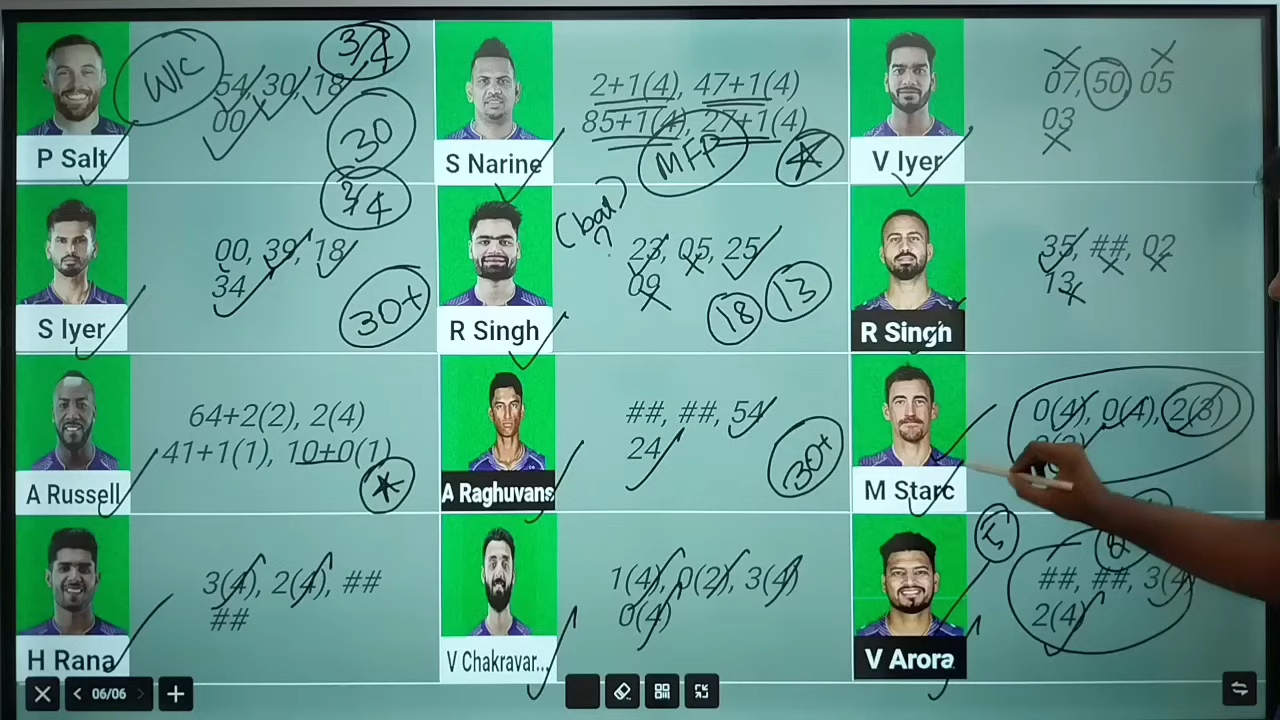 W/C
54, 30, 18
00
3/4
30
P Salt
2+1(4), 47+1(4)
85+1(4), 27+1(4)
MFP
S Narine
07, 50, 05
03
V Iyer
00, 39, 18
34
3/4
30+
S Iyer
23, 05, 25
09
18
13
R Singh
35, ##, 02
13
R Singh
64+2(2), 2(4)
41+1(1), 10+0(1)
A Russell
##, ##, 54
24
30+
A Raghuvans
0(4), 0(4), 2(3)
M Starc
3(4), 2(4), ##
##
H Rana
1(4), 0(2), 3(4)
0(4)
V Chakravar...
5
##, ##, 3(4)
2(4)
V Arora
06/06